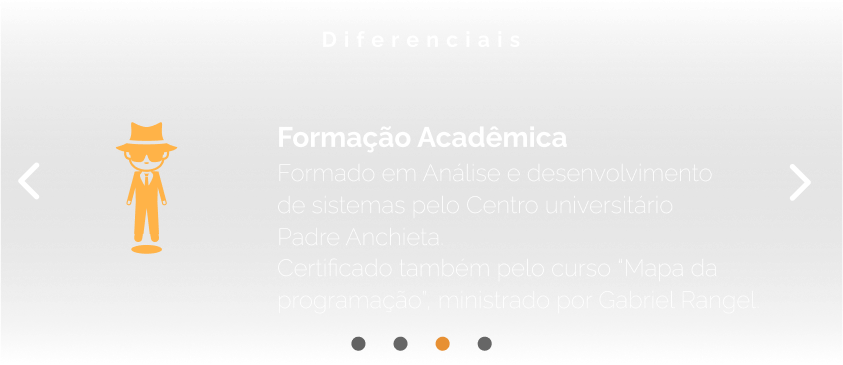 Diferenciais
Formação Acadêmica
Formado em Análise e desenvolvimento
de sistemas pelo Centro universitário
Padre Anchieta
Certificado também pelo curso "Mapa da
programação", ministrado por Gabriel Rangel.